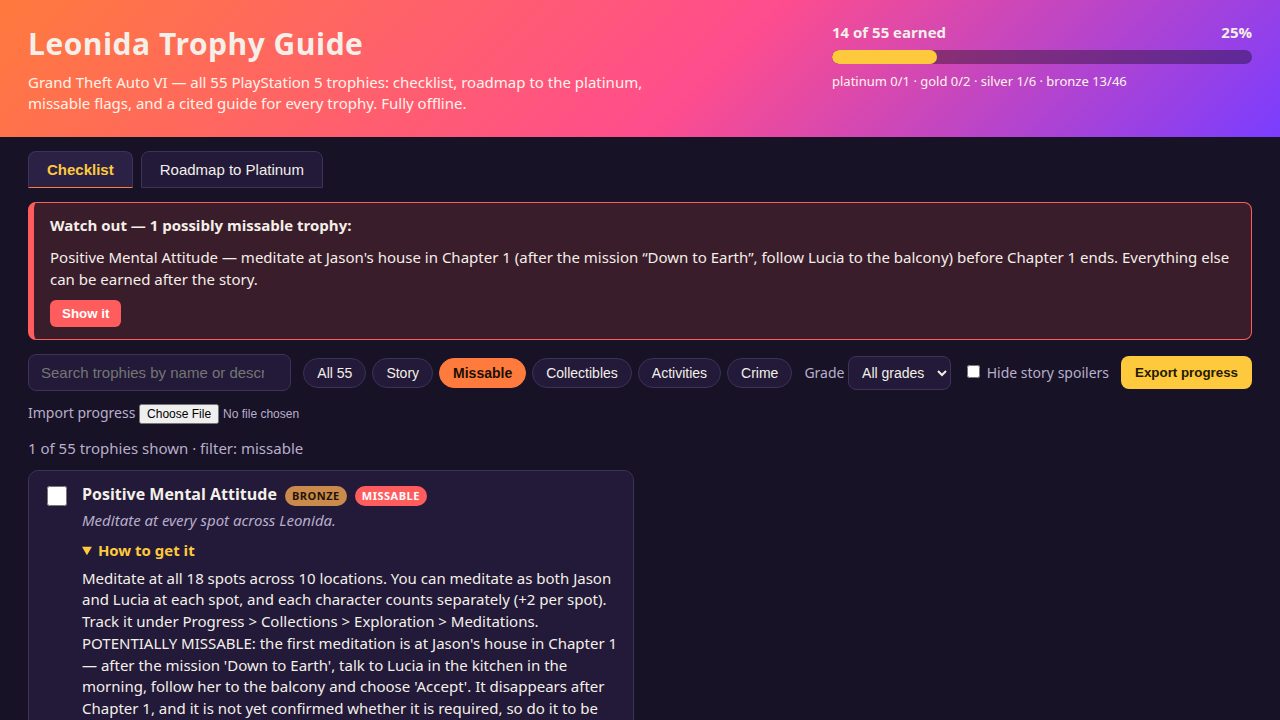 Leonida Trophy Guide
Grand Theft Auto VI — all 55 PlayStation 5 trophies: checklist, roadmap to the platinum,
missable flags, and a cited guide for every trophy. Fully offline.
14 of 55 earned 25%
platinum 0/1 · gold 0/2 · silver 1/6 · bronze 13/46
Checklist Roadmap to Platinum
Watch out — 1 possibly missable trophy:
Positive Mental Attitude — meditate at Jason's house in Chapter 1 (after the mission "Down to Earth", follow Lucia to the balcony) before Chapter 1 ends. Everything else
can be earned after the story.
Show it
Search trophies by name or descri All 55 Story Missable Collectibles Activities Crime Grade All grades Hide story spoilers Export progress
Import progress Choose File No file chosen
1 of 55 trophies shown · filter: missable
Positive Mental Attitude BRONZE MISSABLE
Meditate at every spot across Leonida.
▼ How to get it
Meditate at all 18 spots across 10 locations. You can meditate as both Jason
and Lucia at each spot, and each character counts separately (+2 per spot).
Track it under Progress > Collections > Exploration > Meditations.
POTENTIALLY MISSABLE: the first meditation is at Jason's house in Chapter 1
— after the mission 'Down to Earth', talk to Lucia in the kitchen in the
morning, follow her to the balcony and choose 'Accept'. It disappears after
Chapter 1, and it is not yet confirmed whether it is required, so do it to be